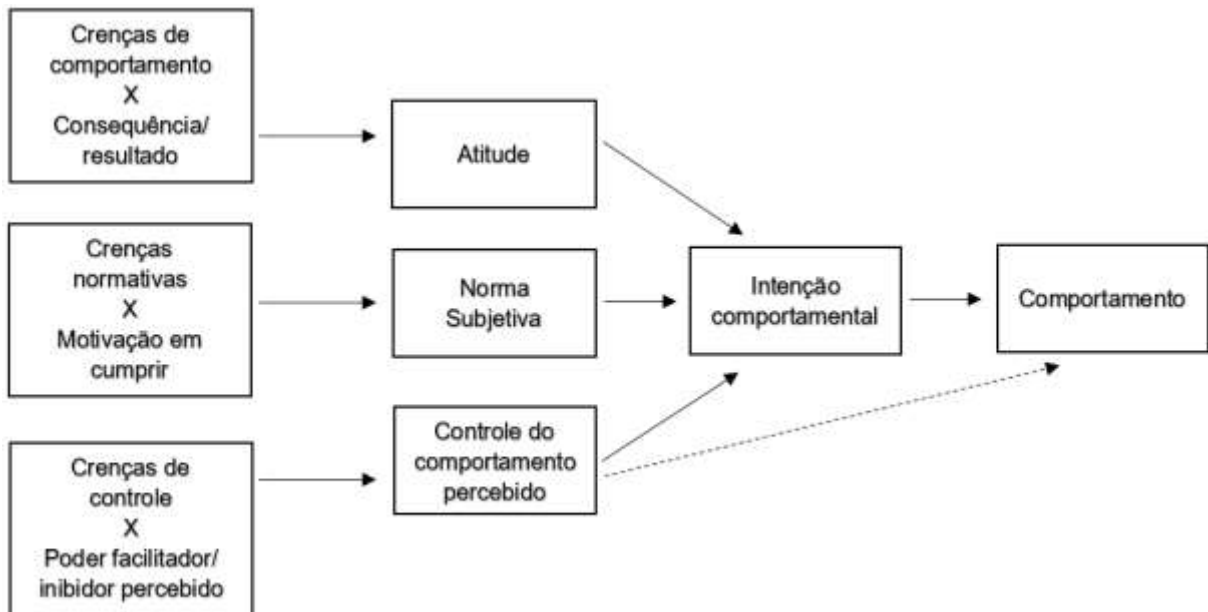 Crenças de
comportamento
X
Consequência/
resultado
Atitude
Crenças
normativas
X
Motivação em
cumprir
Norma
Subjetiva
Intenção
comportamental
Comportamento
Crenças de
controle
X
Poder facilitador/
inibidor percebido
Controle do
comportamento
percebido